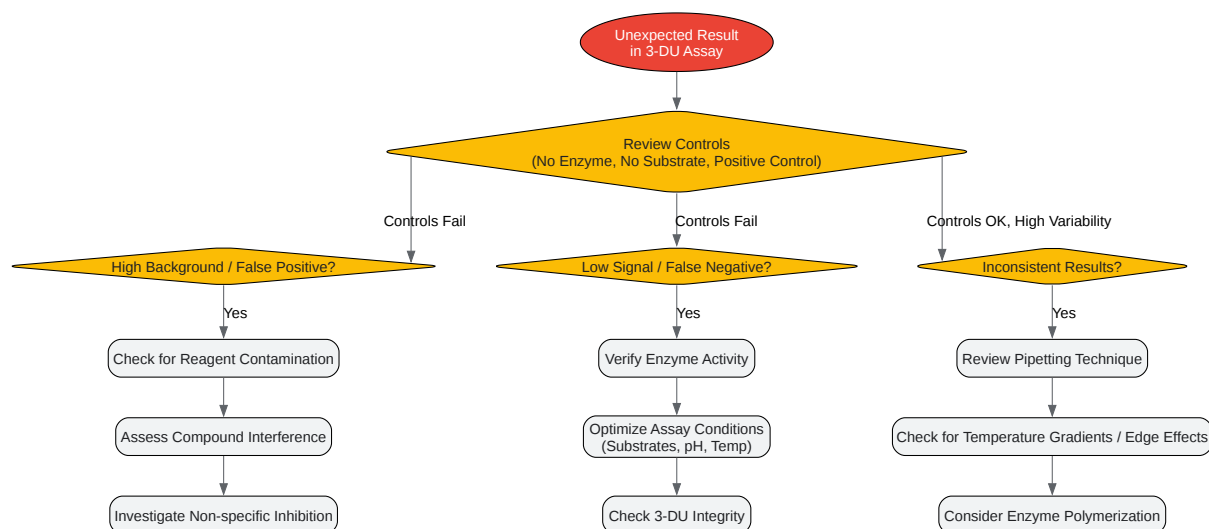 Unexpected Result
in 3-DU Assay
Review Controls
(No Enzyme, No Substrate, Positive Control)
Controls Fail
Controls Fail
Controls OK, High Variability
High Background / False Positive?
Low Signal / False Negative?
Inconsistent Results?
Yes
Yes
Yes
Check for Reagent Contamination
Verify Enzyme Activity
Review Pipetting Technique
Assess Compound Interference
Optimize Assay Conditions
(Substrates, pH, Temp)
Check for Temperature Gradients / Edge Effects
Investigate Non-specific Inhibition
Check 3-DU Integrity
Consider Enzyme Polymerization